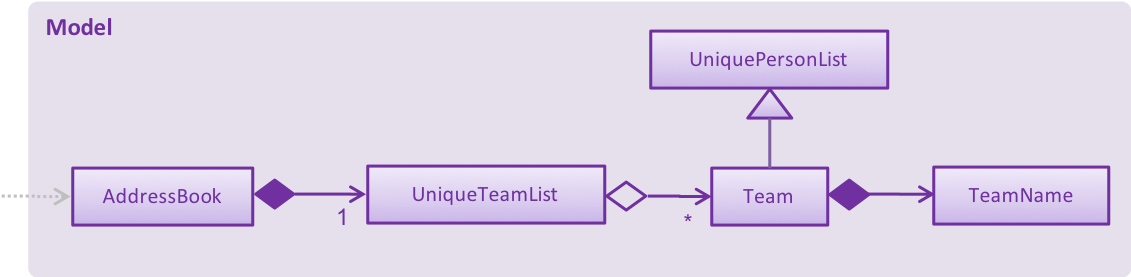 Model
UniquePersonList
AddressBook
1
UniqueTeamList
*
Team
TeamName